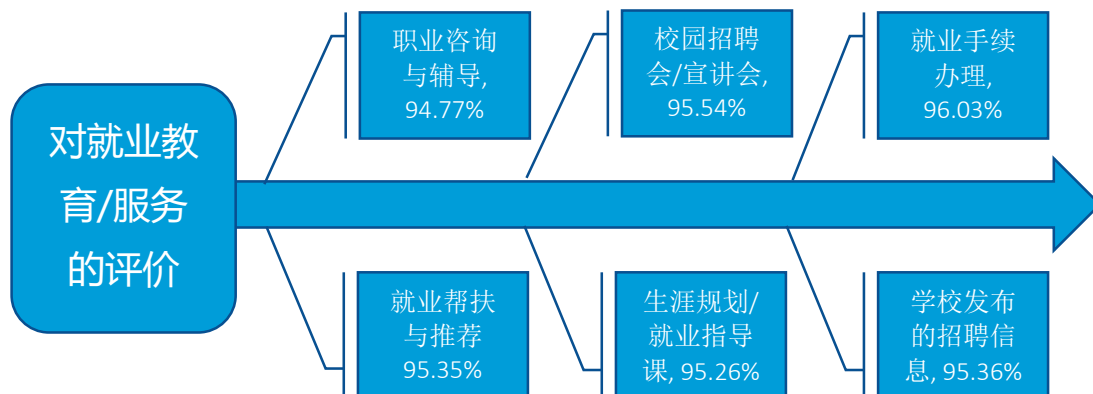 对就业教
育/服务
的评价
职业咨询
与辅导,
94.77%
校园招聘
会/宣讲会,
95.54%
就业手续
办理,
96.03%
就业帮扶
与推荐
95.35%
生涯规划/
就业指导
课, 95.26%
学校发布
的招聘信
息, 95.36%